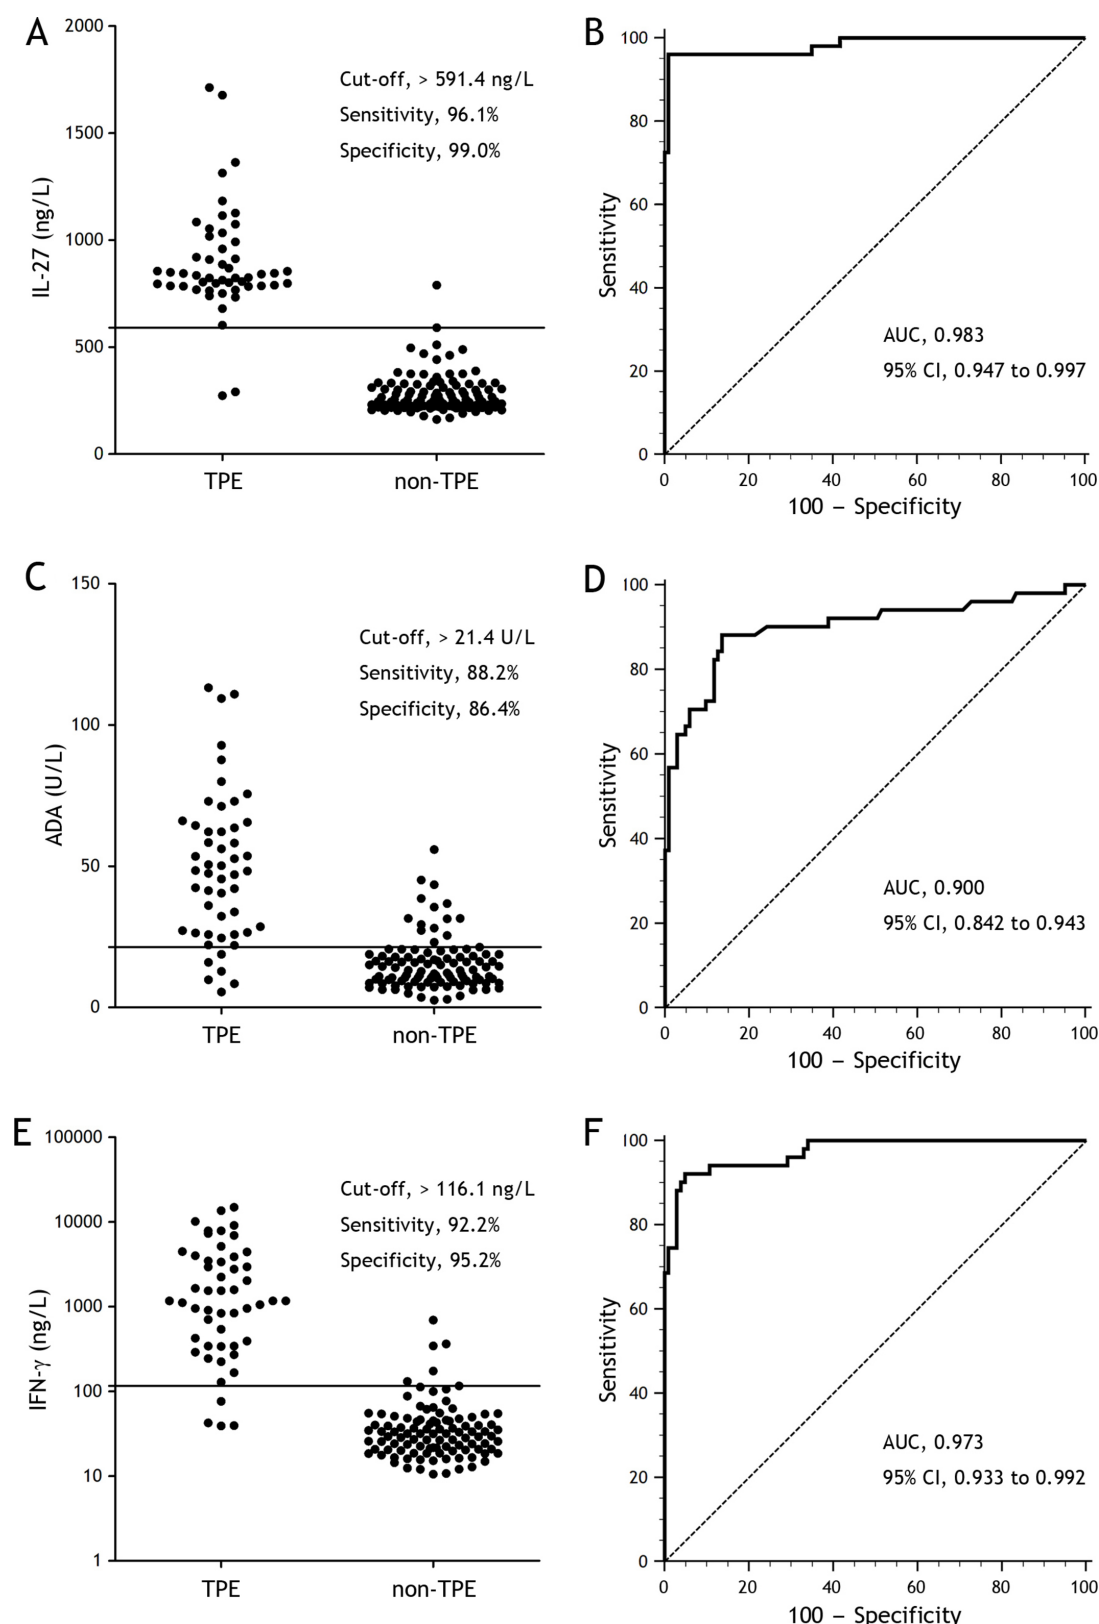 A
2000
1500
1000
500
0
IL-27 (ng/L)
Cut-off, > 591.4 ng/L
Sensitivity, 96.1%
Specificity, 99.0%
TPE
non-TPE
B
100
80
60
40
20
0
Sensitivity
AUC, 0.983
95% CI, 0.947 to 0.997
0
20
40
60
80
100
100 – Specificity
C
150
100
50
0
ADA (U/L)
Cut-off, > 21.4 U/L
Sensitivity, 88.2%
Specificity, 86.4%
TPE
non-TPE
D
100
80
60
40
20
0
Sensitivity
AUC, 0.900
95% CI, 0.842 to 0.943
0
20
40
60
80
100
100 – Specificity
E
100000
10000
1000
100
10
1
IFN-γ (ng/L)
Cut-off, > 116.1 ng/L
Sensitivity, 92.2%
Specificity, 95.2%
TPE
non-TPE
F
100
80
60
40
20
0
Sensitivity
AUC, 0.973
95% CI, 0.933 to 0.992
0
20
40
60
80
100
100 – Specificity